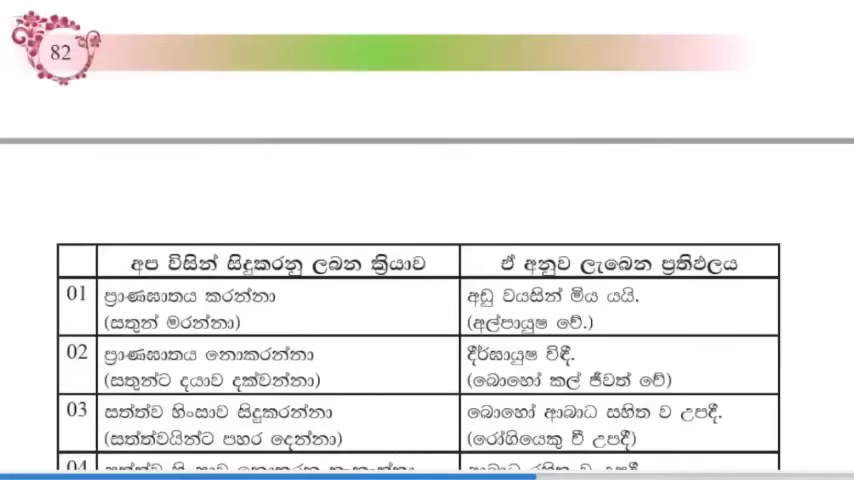 82
අප විසින් සිදුකරනු ලබන ක්‍රියාව ඒ අනුව ලැබෙන ප්‍රතිඵලය
01 ප්‍රාණඝාතය කරන්නා අඩු වයසින් මිය යයි.
(සතුන් මරන්නා) (අල්පායුෂ වේ.)
02 ප්‍රාණඝාතය නොකරන්නා දීර්ඝායුෂ විඳී.
(සතුන්ට දයාව දක්වන්නා) (බොහෝ කල් ජීවත් වේ)
03 සත්ත්ව හිංසාව සිදුකරන්නා බොහෝ ආබාධ සහිත ව උපදී.
(සත්ත්වයින්ට පහර දෙන්නා) (රෝගියෙකු වී උපදී)
04